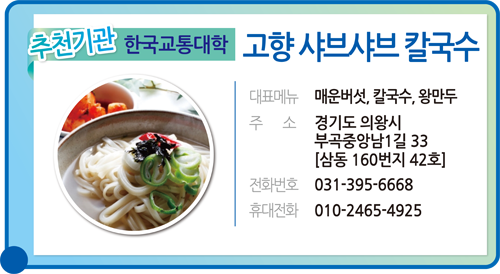 추천기관 한국교통대학 고향 샤브샤브 칼국수
대표메뉴 매운버섯, 칼국수, 왕만두
주 소 경기도 의왕시
부곡중앙남1길 33
[삼동 160번지 42호]
전화번호 031-395-6668
휴대전화 010-2465-4925